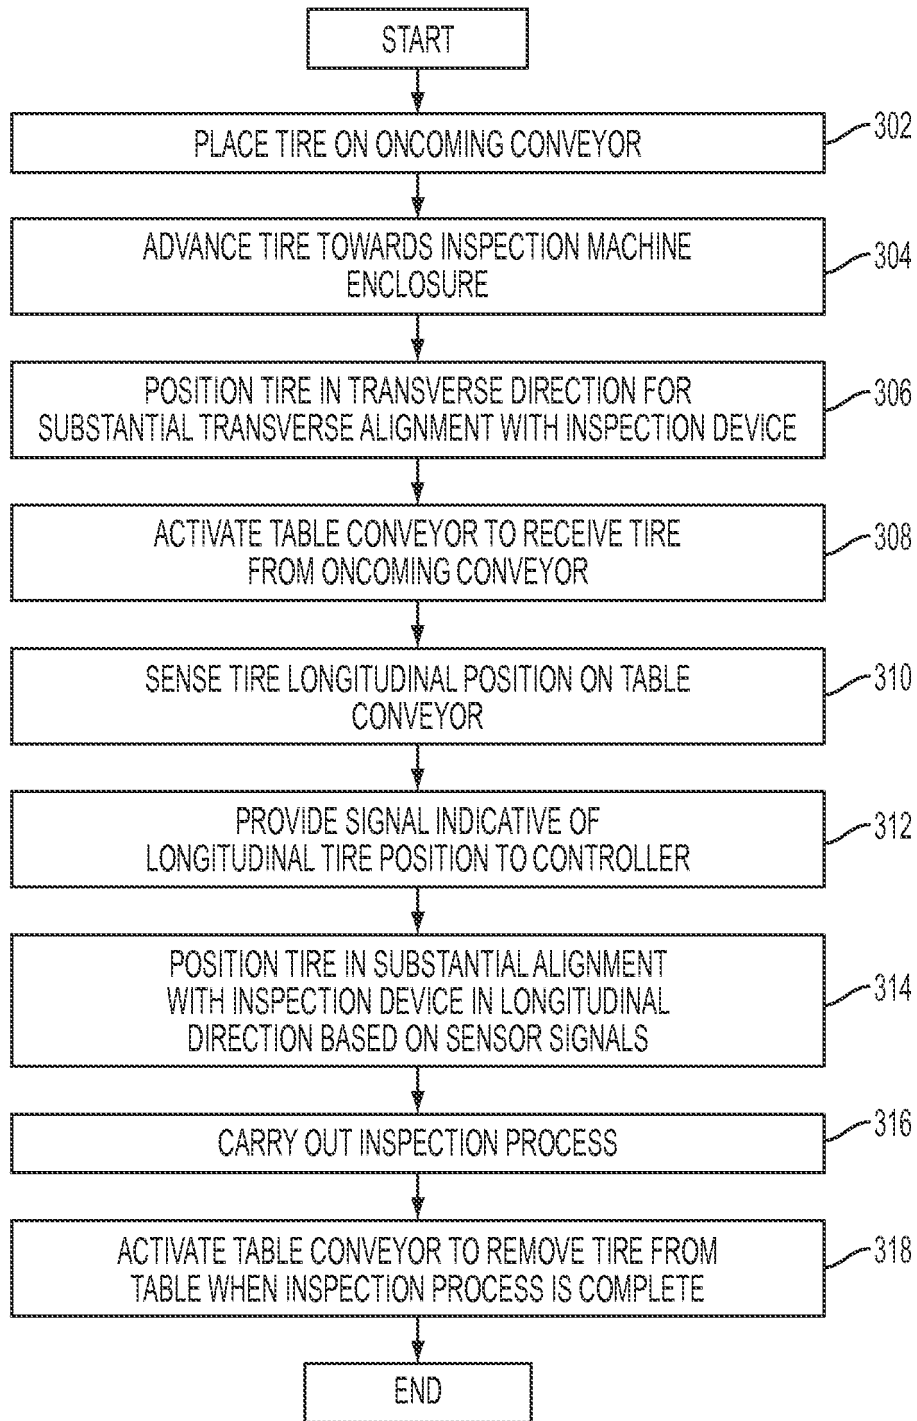 START
PLACE TIRE ON ONCOMING CONVEYOR
302
ADVANCE TIRE TOWARDS INSPECTION MACHINE
ENCLOSURE
304
POSITION TIRE IN TRANSVERSE DIRECTION FOR
SUBSTANTIAL TRANSVERSE ALIGNMENT WITH INSPECTION DEVICE
306
ACTIVATE TABLE CONVEYOR TO RECEIVE TIRE
FROM ONCOMING CONVEYOR
308
SENSE TIRE LONGITUDINAL POSITION ON TABLE
CONVEYOR
310
PROVIDE SIGNAL INDICATIVE OF
LONGITUDINAL TIRE POSITION TO CONTROLLER
312
POSITION TIRE IN SUBSTANTIAL ALIGNMENT
WITH INSPECTION DEVICE IN LONGITUDINAL
DIRECTION BASED ON SENSOR SIGNALS
314
CARRY OUT INSPECTION PROCESS
316
ACTIVATE TABLE CONVEYOR TO REMOVE TIRE FROM
TABLE WHEN INSPECTION PROCESS IS COMPLETE
318
END